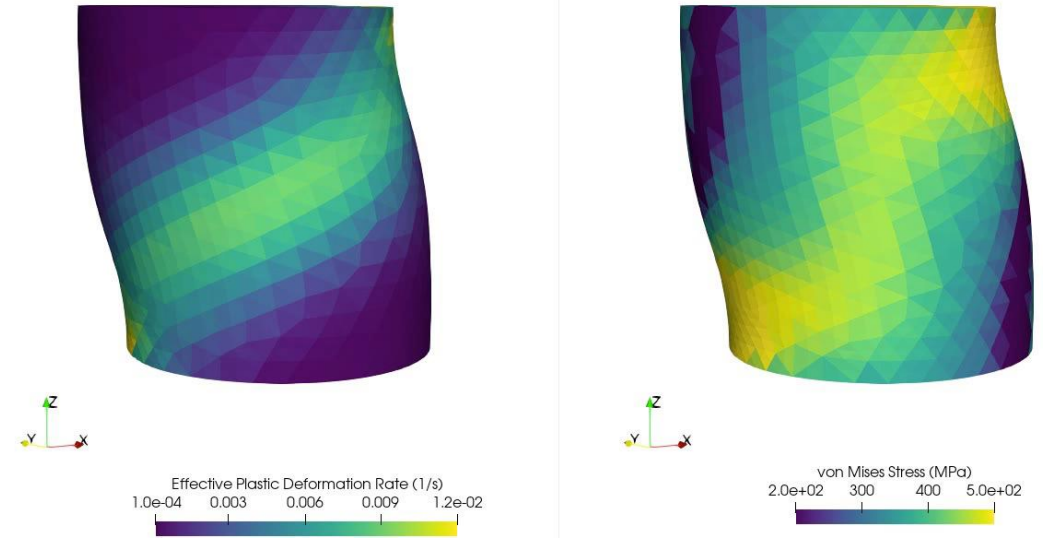 Z
Y X
Effective Plastic Deformation Rate (1/s)
1.0e-04 0.003 0.006 0.009 1.2e-02
Z
Y X
von Mises Stress (MPa)
2.0e+02 300 400 5.0e+02